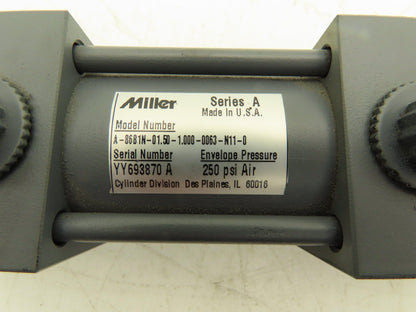 Miller Series A
Made In U.S.A.
Model Number
A-86B1N-01.50-1.000-0063-N11-0
Serial Number Envelope Pressure
YY693870 A 250 psi Air
Cylinder Division Des Plaines, IL 60016